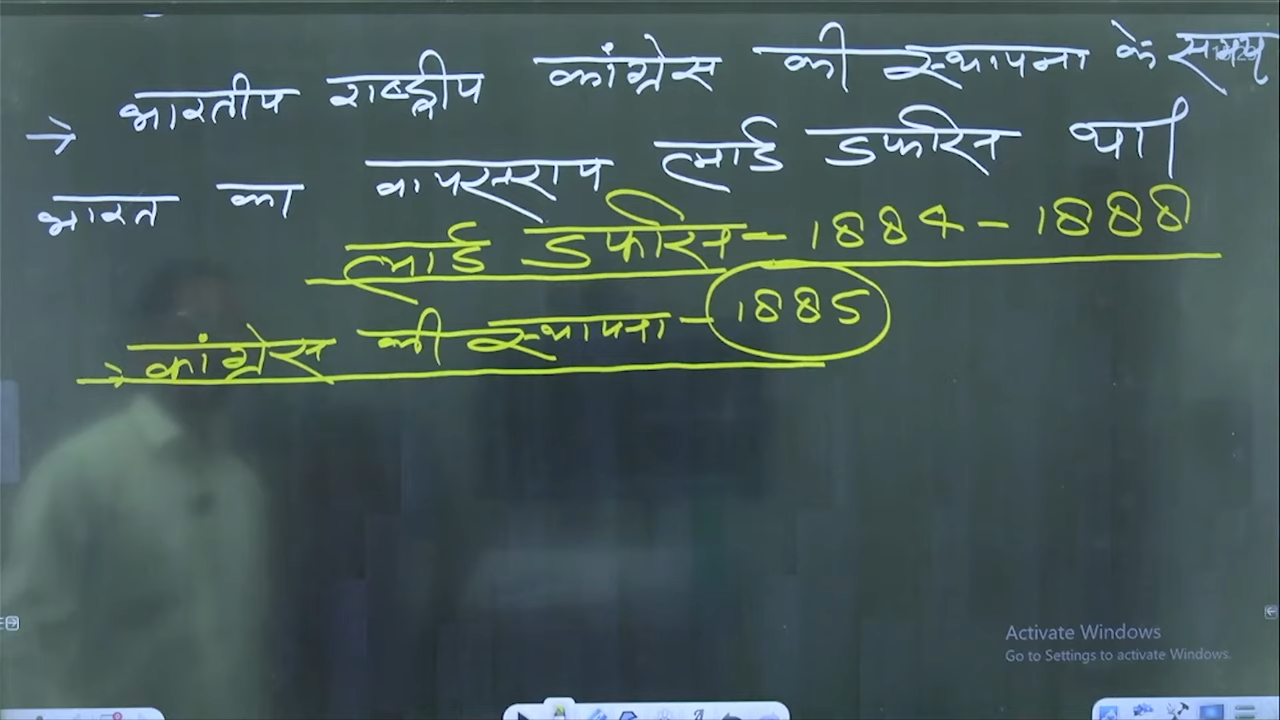 → भारतीय राष्ट्रीय कांग्रेस की स्थापना के समय
भारत का वायसराय लार्ड डफरिन था।
लार्ड डफरिन - 1884 - 1888
→ कांग्रेस की स्थापना - 1885
Activate Windows
Go to Settings to activate Windows.